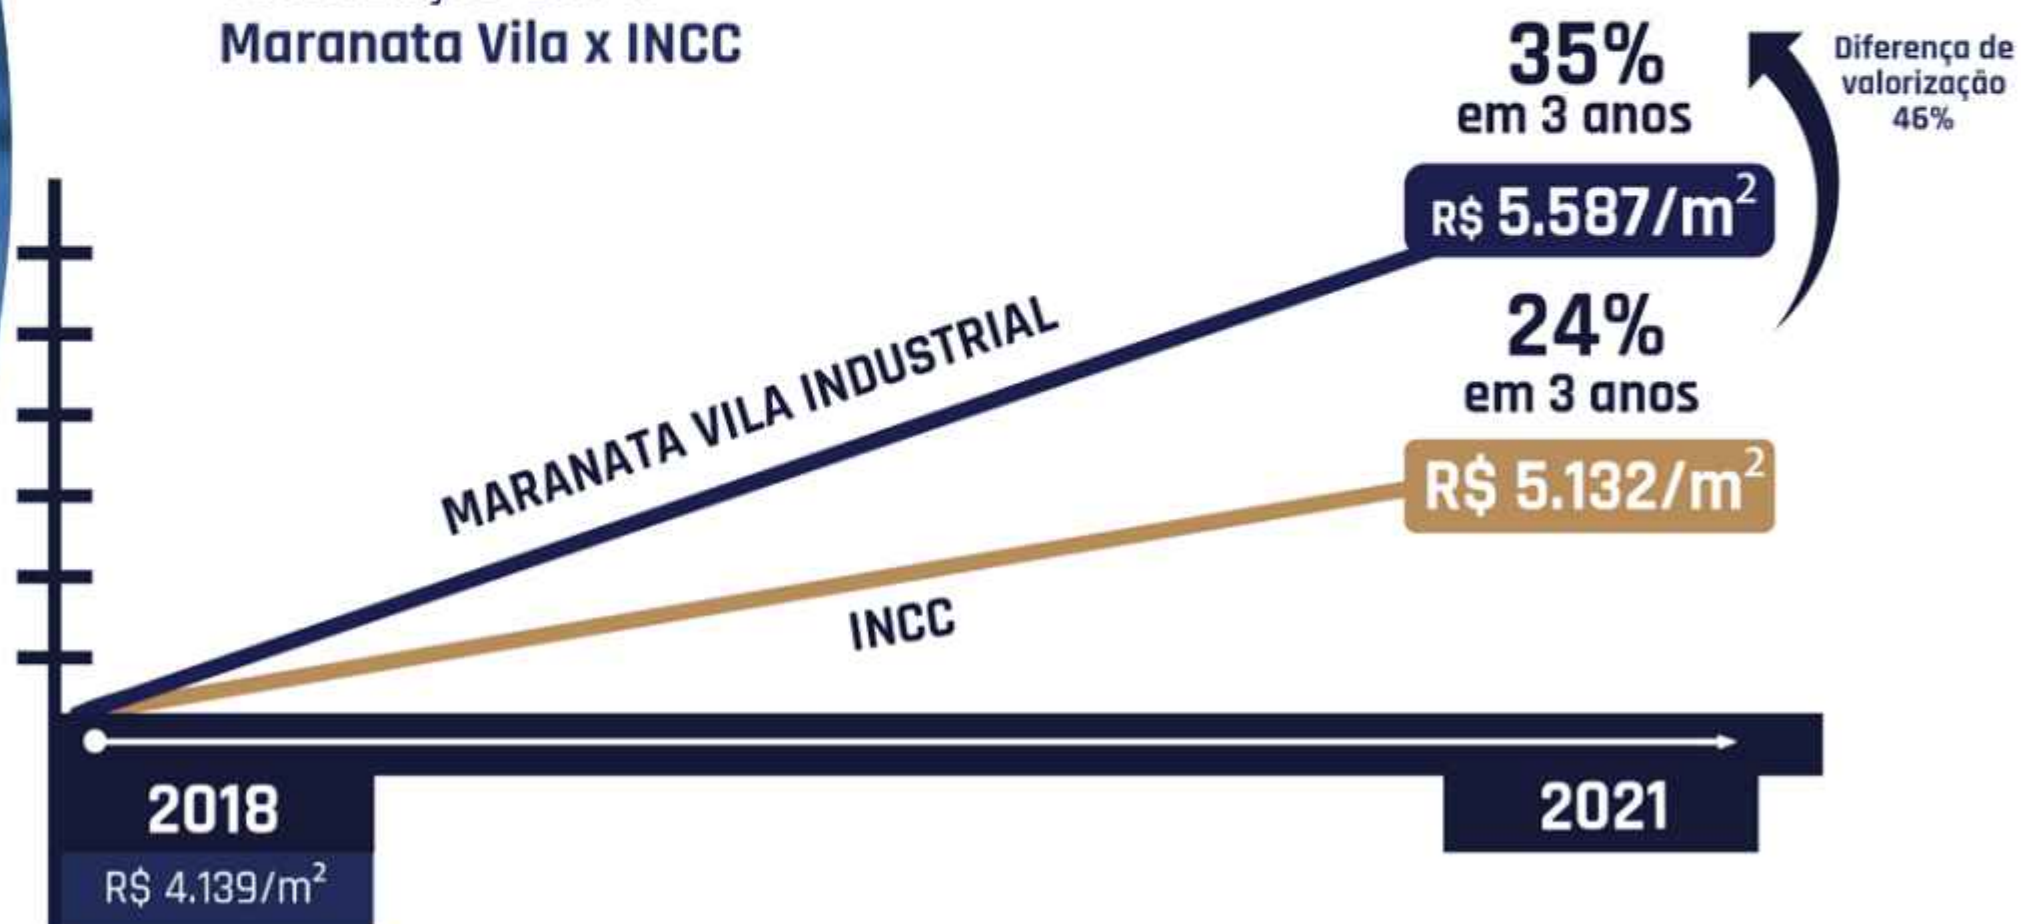 Maranata Vila x INCC
35%
em 3 anos
Diferença de
valorização
46%
R$ 5.587/m²
MARANATA VILA INDUSTRIAL
24%
em 3 anos
R$ 5.132/m²
INCC
2018
2021
R$ 4.139/m²